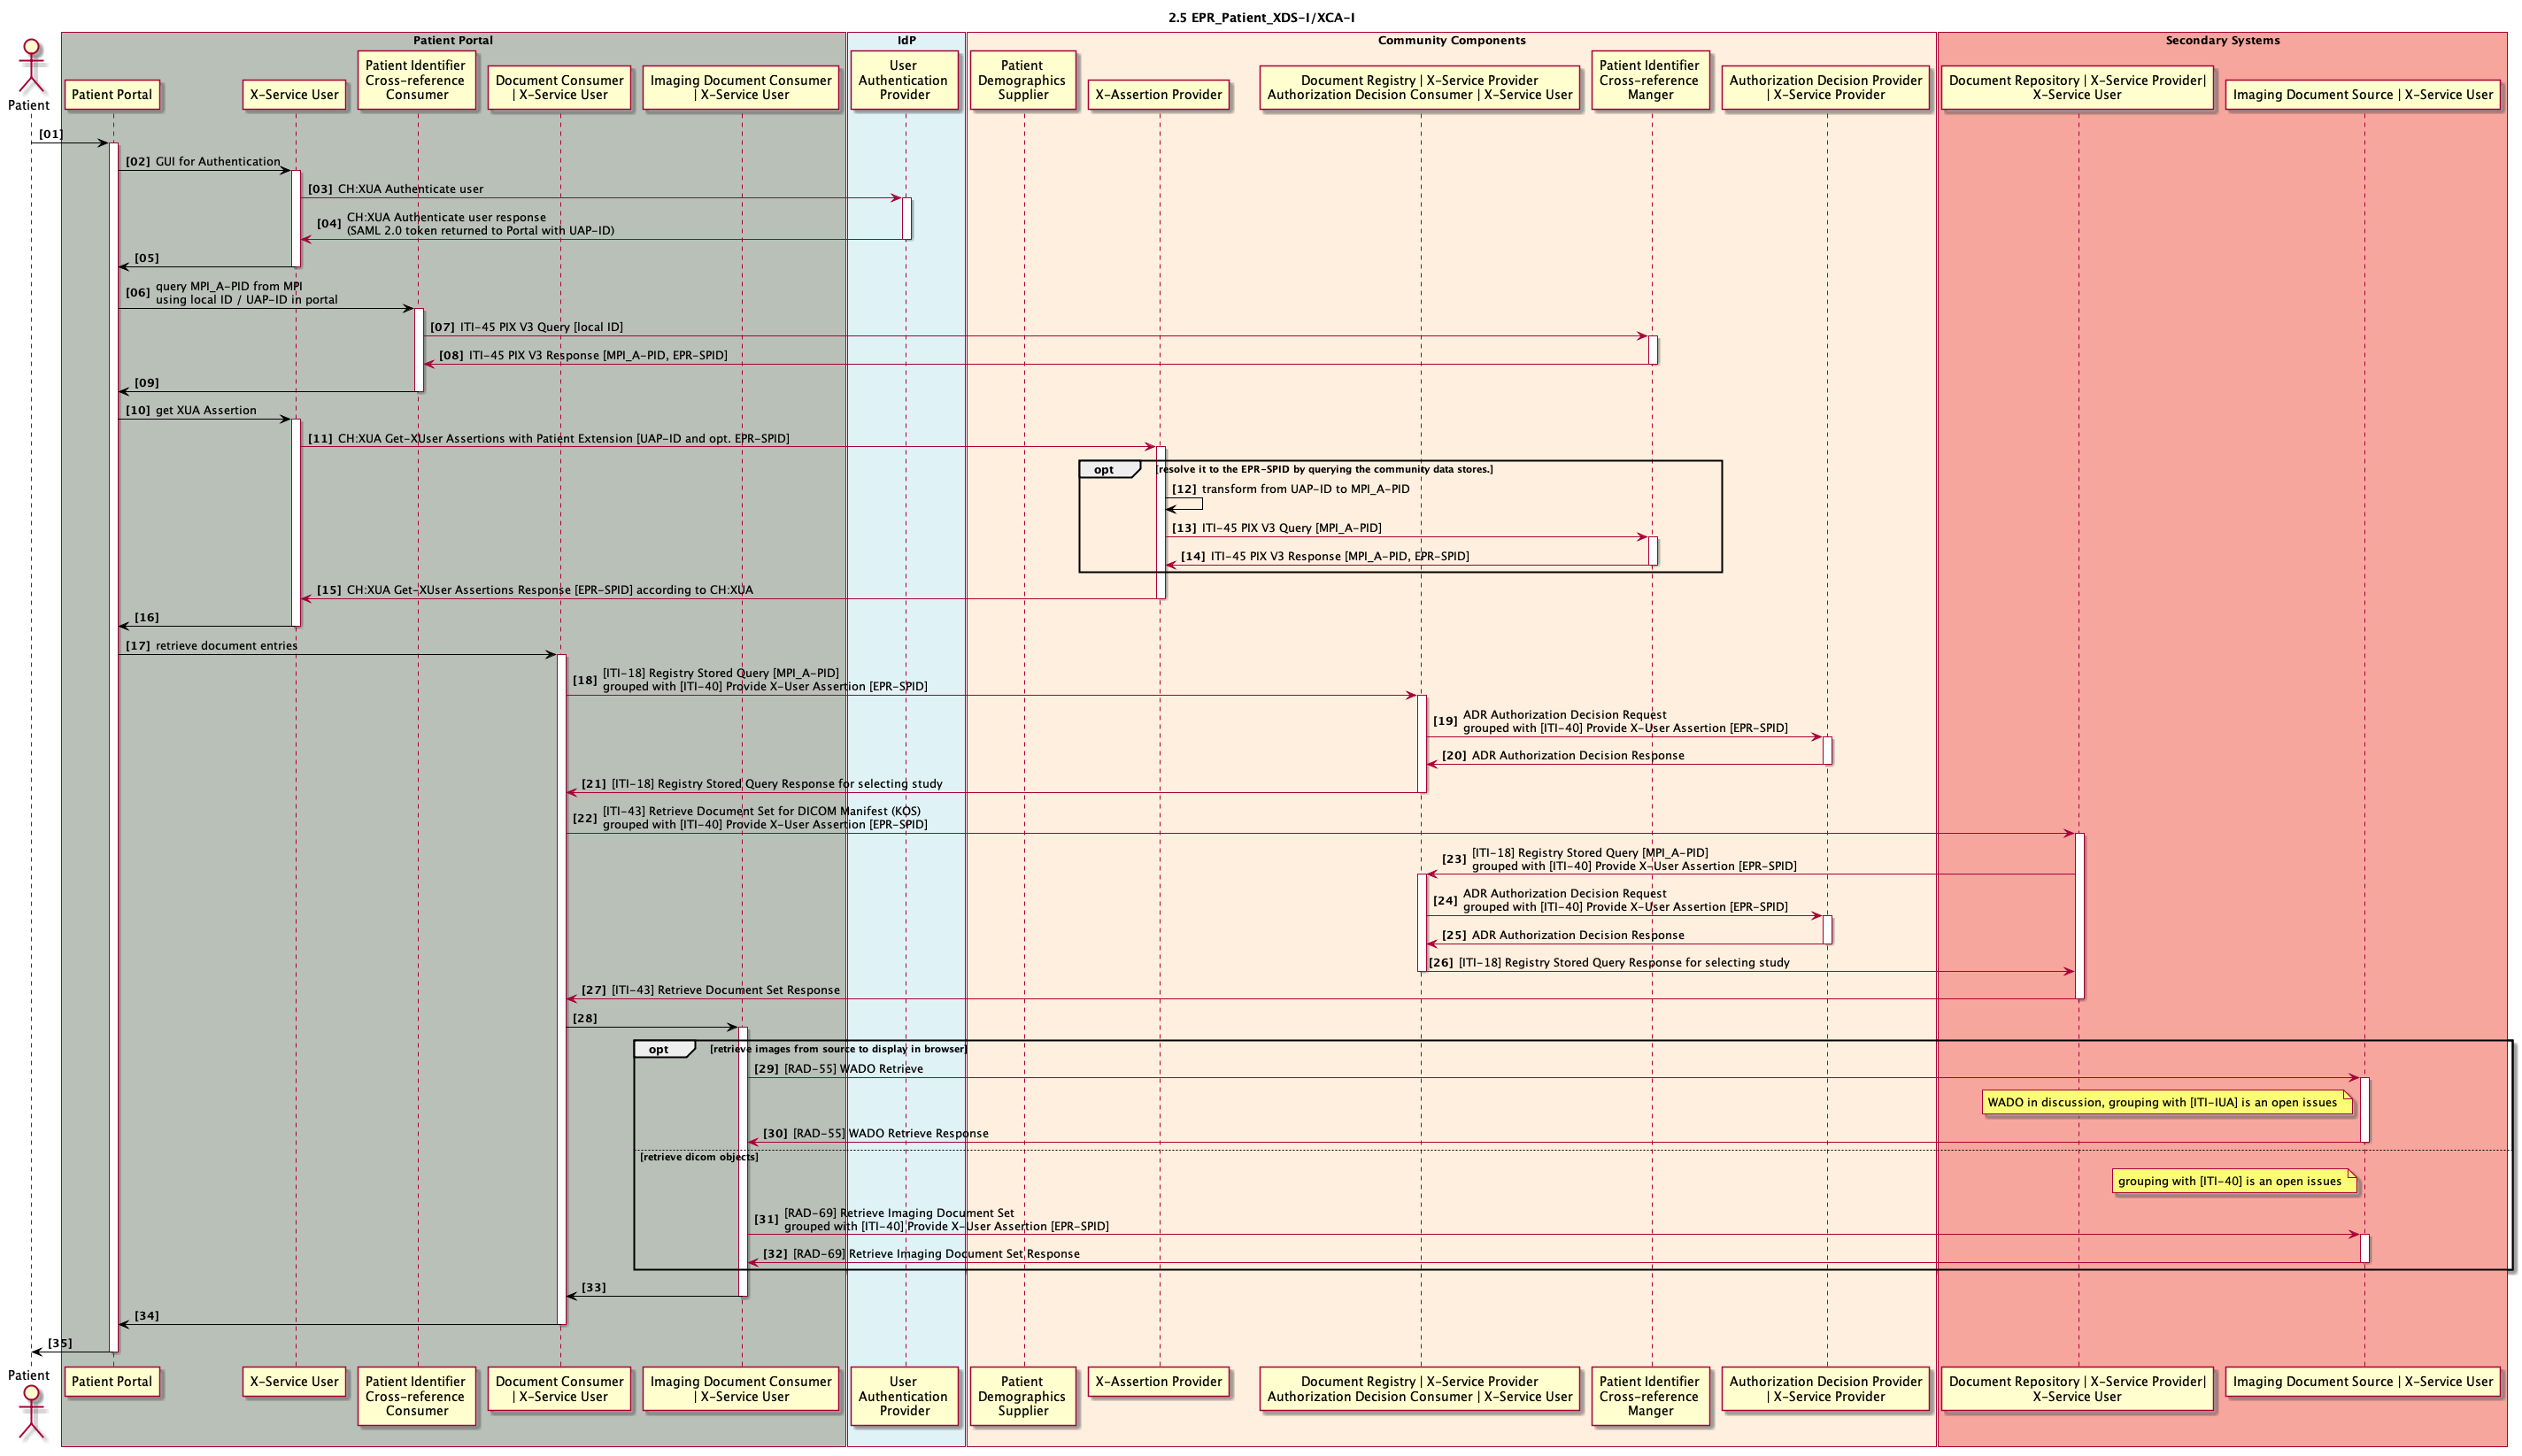 2.5 EPR_Patient_XDS-I/XCA-I
Patient Portal
IdP
Community Components
Secondary Systems
Patient
Patient Portal
X-Service User
Patient Identifier
Cross-reference
Consumer
Document Consumer
| X-Service User
Imaging Document Consumer
| X-Service User
User
Authentication
Provider
Patient
Demographics
Supplier
X-Assertion Provider
Document Registry | X-Service Provider
Authorization Decision Consumer | X-Service User
Patient Identifier
Cross-reference
Manger
Authorization Decision Provider
| X-Service Provider
Document Repository | X-Service Provider|
X-Service User
Imaging Document Source | X-Service User
[01]
[02] GUI for Authentication
[03] CH:XUA Authenticate user
[04] CH:XUA Authenticate user response
(SAML 2.0 token returned to Portal with UAP-ID)
[05]
[06] query MPI_A-PID from MPI
using local ID / UAP-ID in portal
[07] ITI-45 PIX V3 Query [local ID]
[08] ITI-45 PIX V3 Response [MPI_A-PID, EPR-SPID]
[09]
[10] get XUA Assertion
[11] CH:XUA Get-XUser Assertions with Patient Extension [UAP-ID and opt. EPR-SPID]
opt [resolve it to the EPR-SPID by querying the community data stores.]
[12] transform from UAP-ID to MPI_A-PID
[13] ITI-45 PIX V3 Query [MPI_A-PID]
[14] ITI-45 PIX V3 Response [MPI_A-PID, EPR-SPID]
[15] CH:XUA Get-XUser Assertions Response [EPR-SPID] according to CH:XUA
[16]
[17] retrieve document entries
[18] [ITI-18] Registry Stored Query [MPI_A-PID]
grouped with [ITI-40] Provide X-User Assertion [EPR-SPID]
[19] ADR Authorization Decision Request
grouped with [ITI-40] Provide X-User Assertion [EPR-SPID]
[20] ADR Authorization Decision Response
[21] [ITI-18] Registry Stored Query Response for selecting study
[22] [ITI-43] Retrieve Document Set for DICOM Manifest (KOS)
grouped with [ITI-40] Provide X-User Assertion [EPR-SPID]
[23] [ITI-18] Registry Stored Query [MPI_A-PID]
grouped with [ITI-40] Provide X-User Assertion [EPR-SPID]
[24] ADR Authorization Decision Request
grouped with [ITI-40] Provide X-User Assertion [EPR-SPID]
[25] ADR Authorization Decision Response
[26] [ITI-18] Registry Stored Query Response for selecting study
[27] [ITI-43] Retrieve Document Set Response
[28]
opt [retrieve images from source to display in browser]
[29] [RAD-55] WADO Retrieve
WADO in discussion, grouping with [ITI-IUA] is an open issues
[30] [RAD-55] WADO Retrieve Response
[retrieve dicom objects]
grouping with [ITI-40] is an open issues
[31] [RAD-69] Retrieve Imaging Document Set
grouped with [ITI-40] Provide X-User Assertion [EPR-SPID]
[32] [RAD-69] Retrieve Imaging Document Set Response
[33]
[34]
[35]
Patient
Patient Portal
X-Service User
Patient Identifier
Cross-reference
Consumer
Document Consumer
| X-Service User
Imaging Document Consumer
| X-Service User
User
Authentication
Provider
Patient
Demographics
Supplier
X-Assertion Provider
Document Registry | X-Service Provider
Authorization Decision Consumer | X-Service User
Patient Identifier
Cross-reference
Manger
Authorization Decision Provider
| X-Service Provider
Document Repository | X-Service Provider|
X-Service User
Imaging Document Source | X-Service User